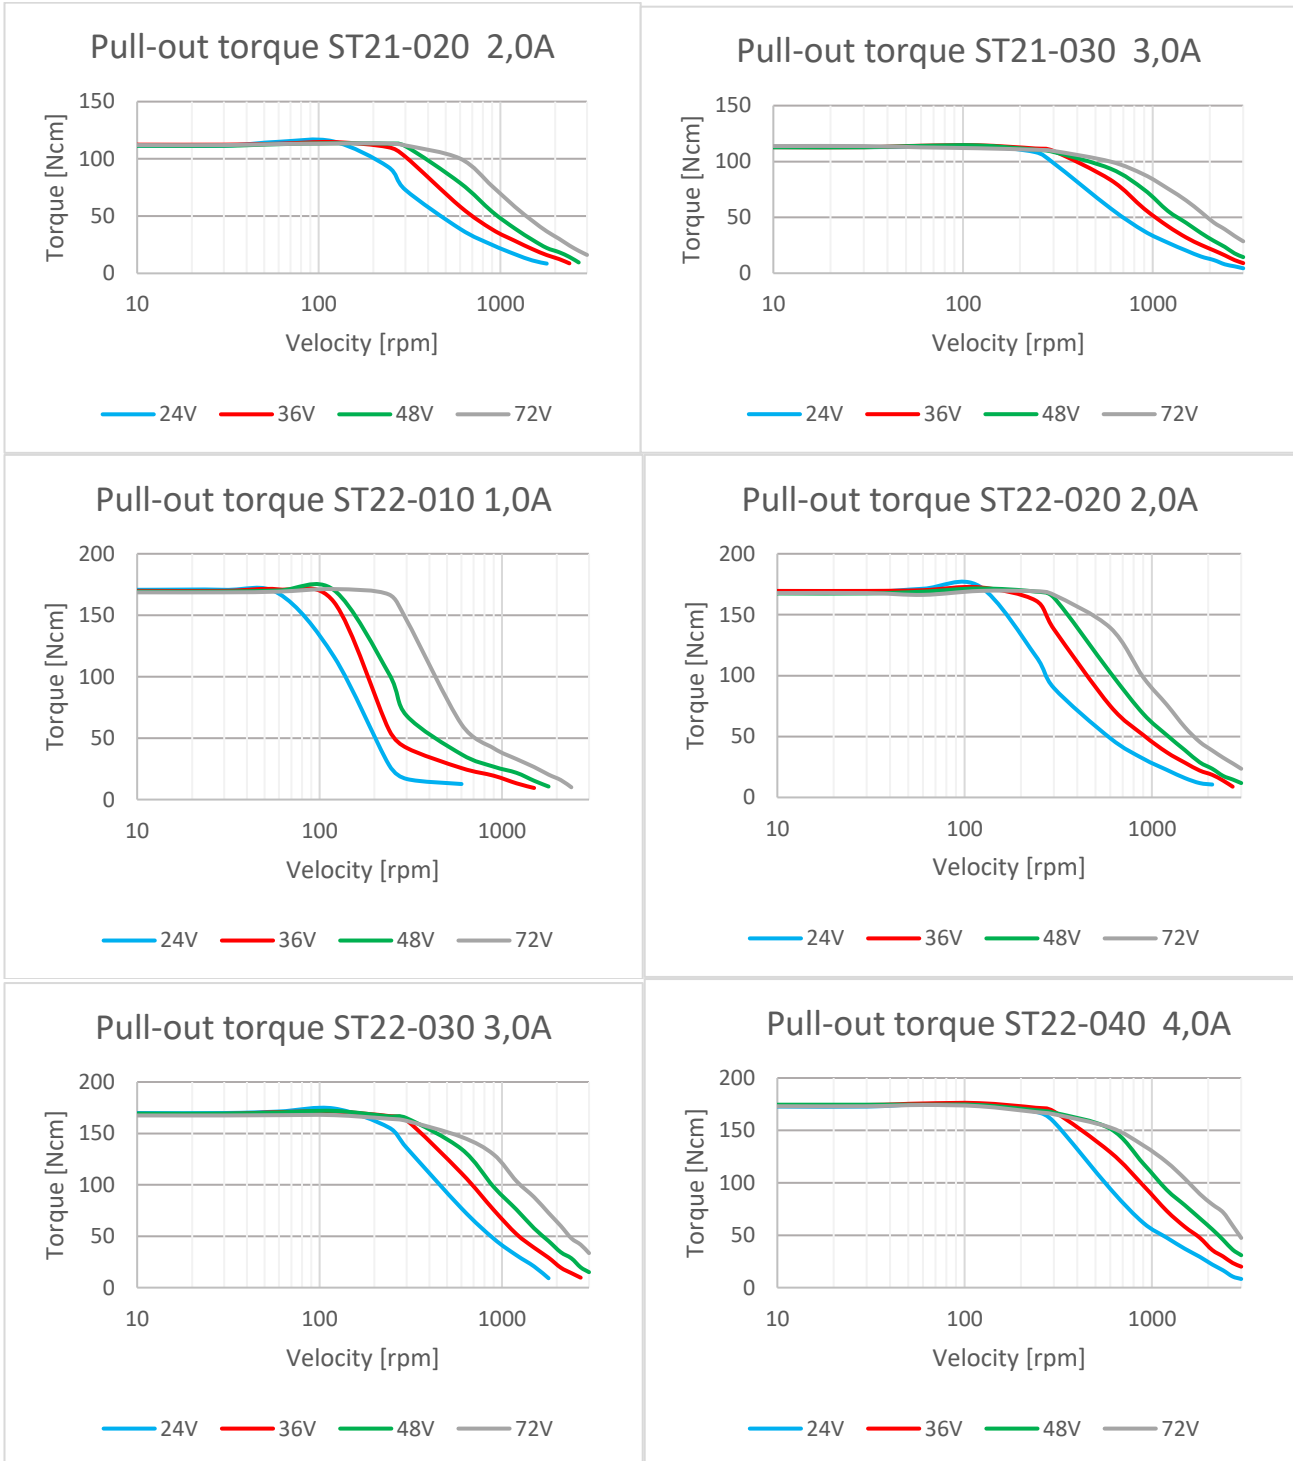 Pull-out torque ST21-020  2,0A
150
100
50
0
Torque [Ncm]
10 100 1000
Velocity [rpm]
24V 36V 48V 72V
Pull-out torque ST21-030  3,0A
150
100
50
0
Torque [Ncm]
10 100 1000
Velocity [rpm]
24V 36V 48V 72V
Pull-out torque ST22-010 1,0A
200
150
100
50
0
Torque [Ncm]
10 100 1000
Velocity [rpm]
24V 36V 48V 72V
Pull-out torque ST22-020 2,0A
200
150
100
50
0
Torque [Ncm]
10 100 1000
Velocity [rpm]
24V 36V 48V 72V
Pull-out torque ST22-030 3,0A
200
150
100
50
0
Torque [Ncm]
10 100 1000
Velocity [rpm]
24V 36V 48V 72V
Pull-out torque ST22-040  4,0A
200
150
100
50
0
Torque [Ncm]
10 100 1000
Velocity [rpm]
24V 36V 48V 72V